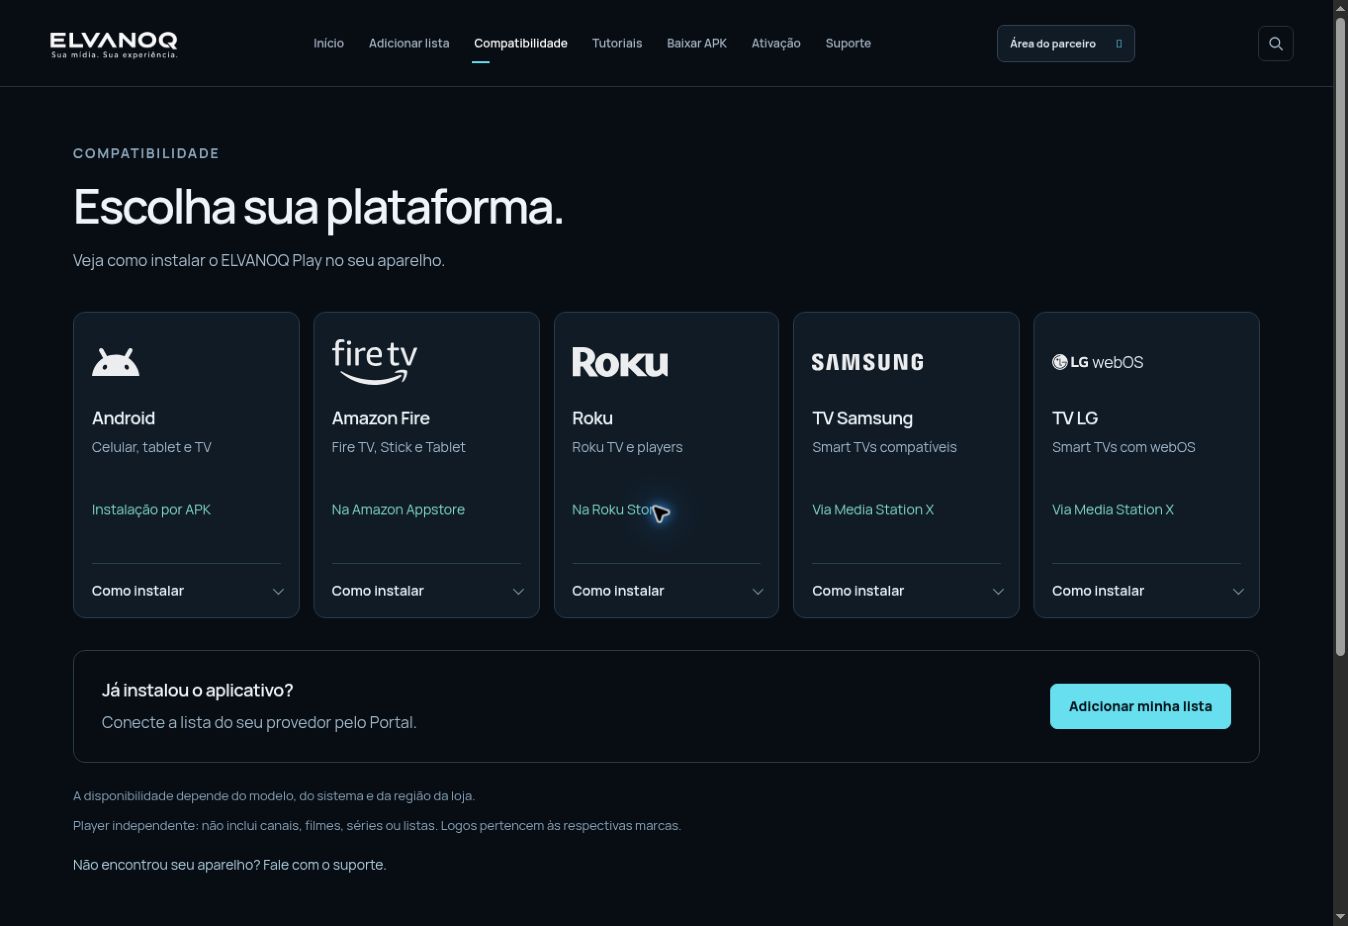 ELVANOQ
Sua mídia. Sua experiência.
Início
Adicionar lista
Compatibilidade
Tutoriais
Baixar APK
Ativação
Suporte
Área do parceiro
COMPATIBILIDADE
Escolha sua plataforma.
Veja como instalar o ELVANOQ Play no seu aparelho.
Android
Celular, tablet e TV
Instalação por APK
Como instalar
fire tv
Amazon Fire
Fire TV, Stick e Tablet
Na Amazon Appstore
Como instalar
ROKU
Roku
Roku TV e players
Na Roku Stor
Como instalar
SAMSUNG
TV Samsung
Smart TVs compatíveis
Via Media Station X
Como instalar
LG webOS
TV LG
Smart TVs com webOS
Via Media Station X
Como instalar
Já instalou o aplicativo?
Conecte a lista do seu provedor pelo Portal.
Adicionar minha lista
A disponibilidade depende do modelo, do sistema e da região da loja.
Player independente: não inclui canais, filmes, séries ou listas. Logos pertencem às respectivas marcas.
Não encontrou seu aparelho? Fale com o suporte.